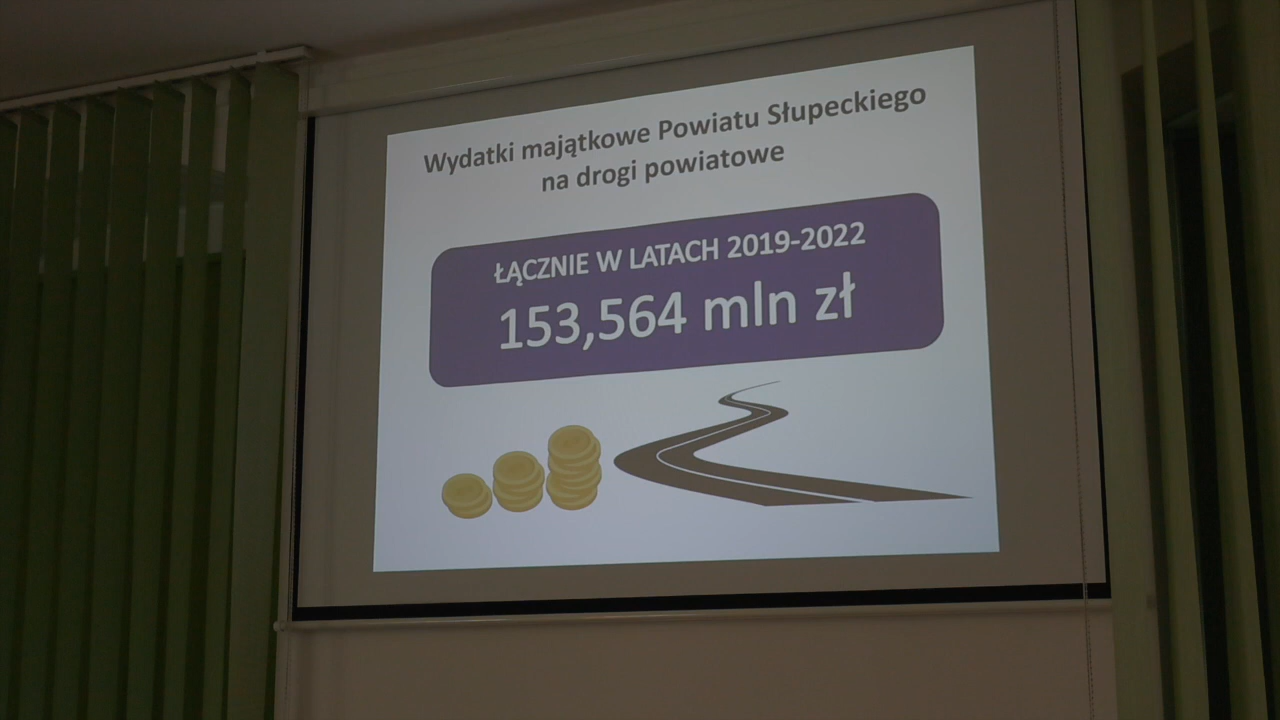 Wydatki majątkowe Powiatu Słupeckiego
na drogi powiatowe
ŁĄCZNIE W LATACH 2019-2022
153,564 mln zł